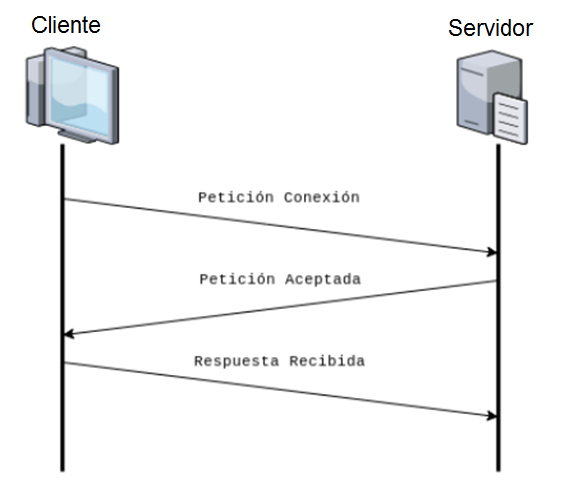 Cliente
Servidor
Petición Conexión
Petición Aceptada
Respuesta Recibida